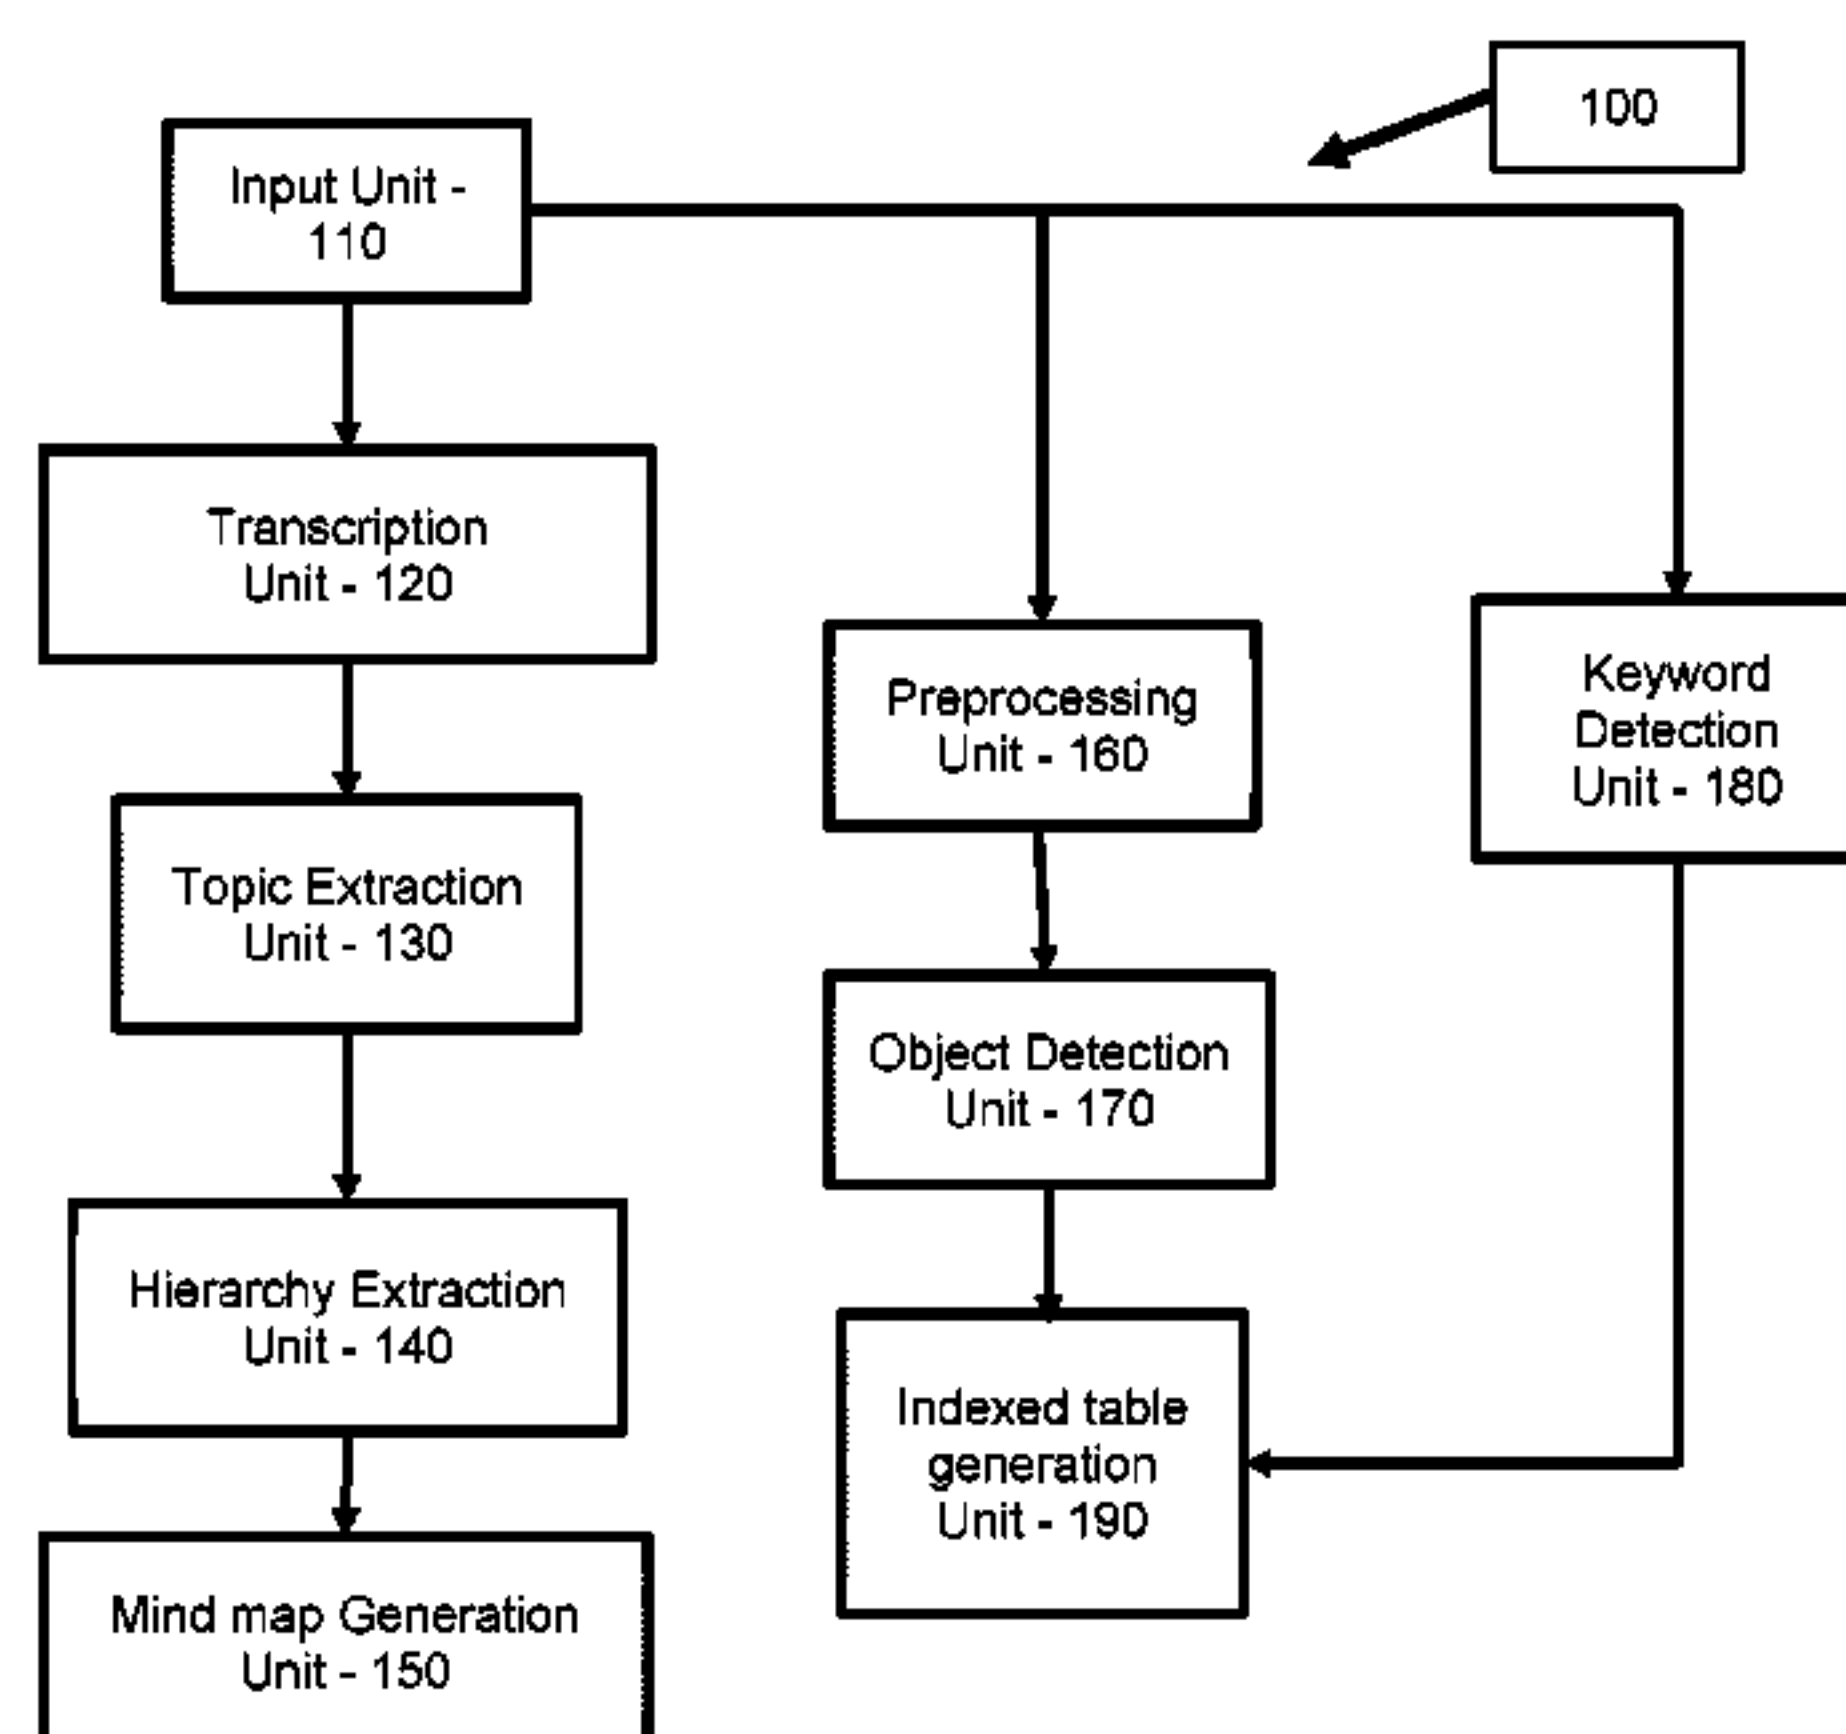 100
Input Unit -
110
Transcription
Unit - 120
Topic Extraction
Unit - 130
Hierarchy Extraction
Unit - 140
Mind map Generation
Unit - 150
Preprocessing
Unit - 160
Object Detection
Unit - 170
Indexed table
generation
Unit - 190
Keyword
Detection
Unit - 180